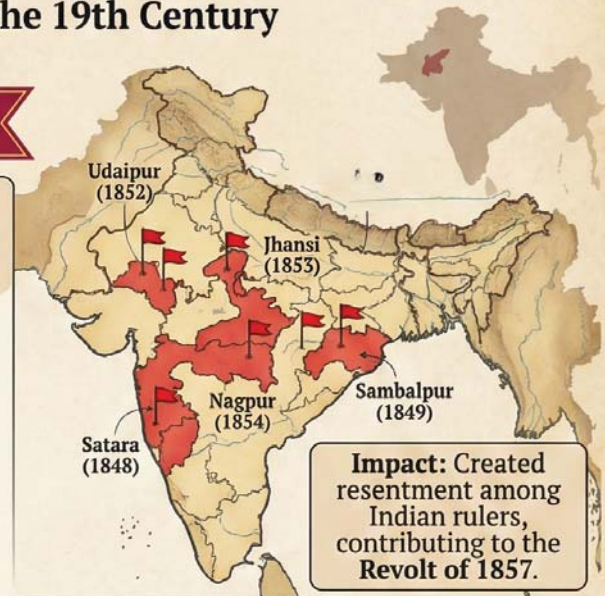 he 19th Century
Udaipur
(1852)
Jhansi
(1853)
Nagpur
(1854)
Sambalpur
(1849)
Satara
(1848)
Impact: Created
resentment among
Indian rulers,
contributing to the
Revolt of 1857.